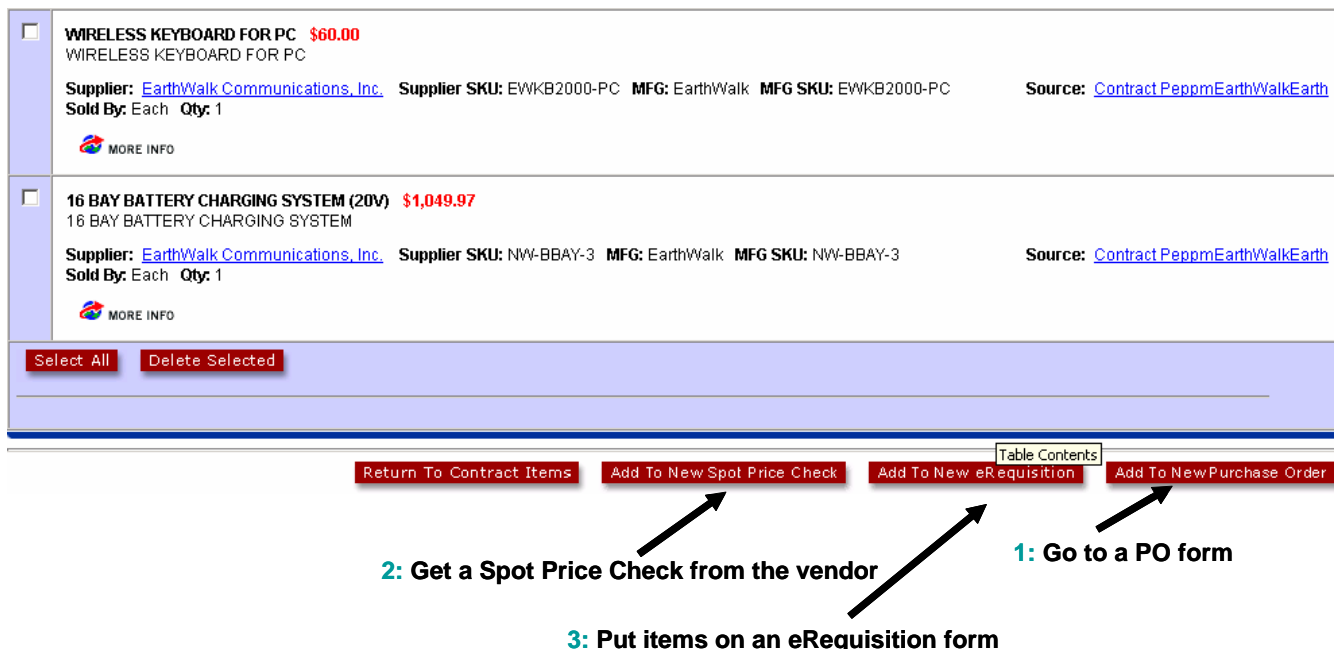 WIRELESS KEYBOARD FOR PC $60.00
WIRELESS KEYBOARD FOR PC
Supplier: EarthWalk Communications, Inc. Supplier SKU: EWKB2000-PC MFG: EarthWalk MFG SKU: EWKB2000-PC Source: Contract PeppmEarthWalkEarth
Sold By: Each Qty: 1
MORE INFO
16 BAY BATTERY CHARGING SYSTEM (20V) $1,049.97
16 BAY BATTERY CHARGING SYSTEM
Supplier: EarthWalk Communications, Inc. Supplier SKU: NW-BBAY-3 MFG: EarthWalk MFG SKU: NW-BBAY-3 Source: Contract PeppmEarthWalkEarth
Sold By: Each Qty: 1
MORE INFO
Select All Delete Selected
Table Contents
Return To Contract Items Add To New Spot Price Check Add To New eRequisition Add To New Purchase Order
1: Go to a PO form
2: Get a Spot Price Check from the vendor
3: Put items on an eRequisition form